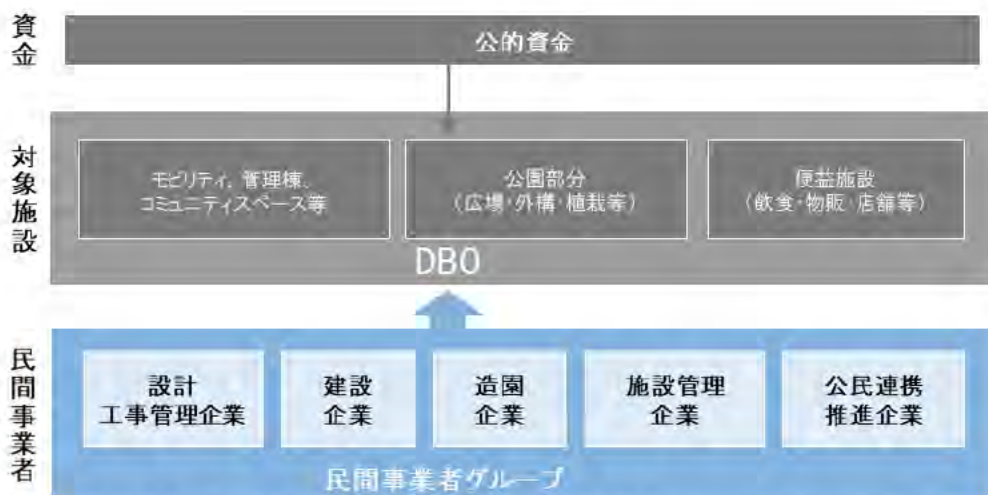 資金
公的資金
対象施設
モビリティ、管理棟、
コミュニティスペース等
公園部分
（広場・外構・植栽等）
便益施設
（飲食・物販・店舗等）
DBO
民間事業者
設計
工事管理企業
建設
企業
造園
企業
施設管理
企業
公民連携
推進企業
民間事業者グループ